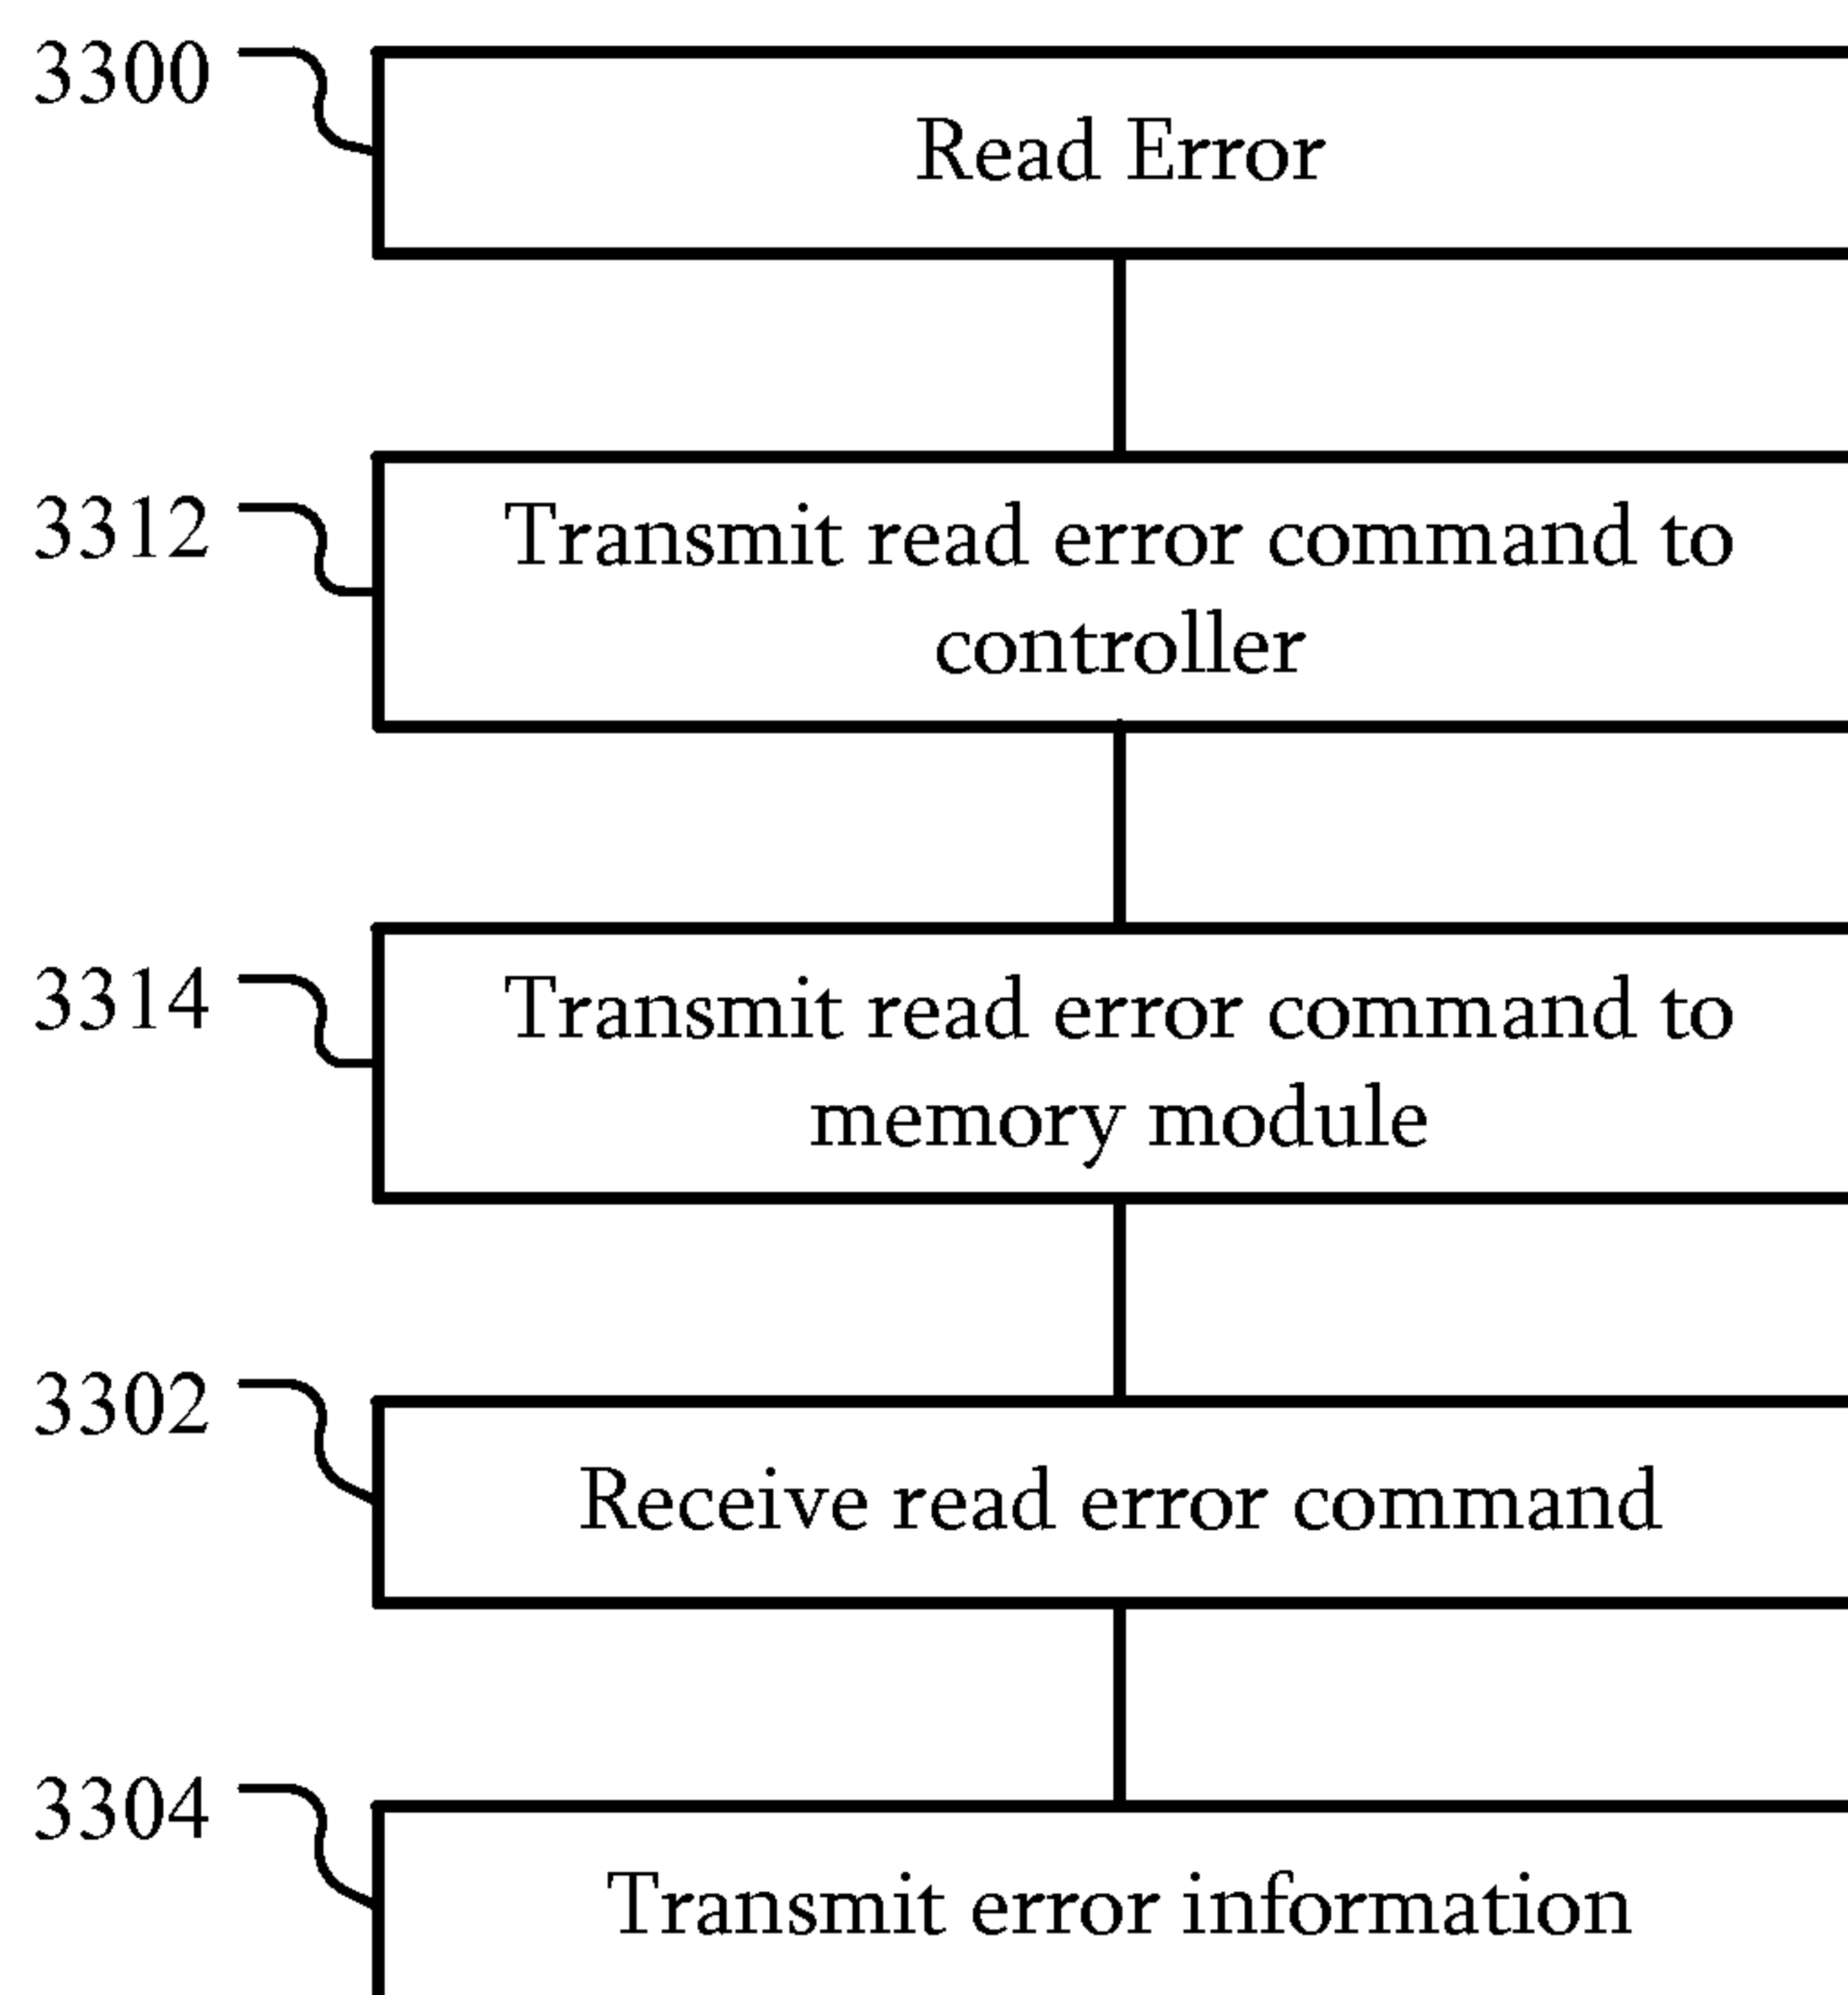 3300
Read Error
3312
Transmit read error command to
controller
3314
Transmit read error command to
memory module
3302
Receive read error command
3304
Transmit error information